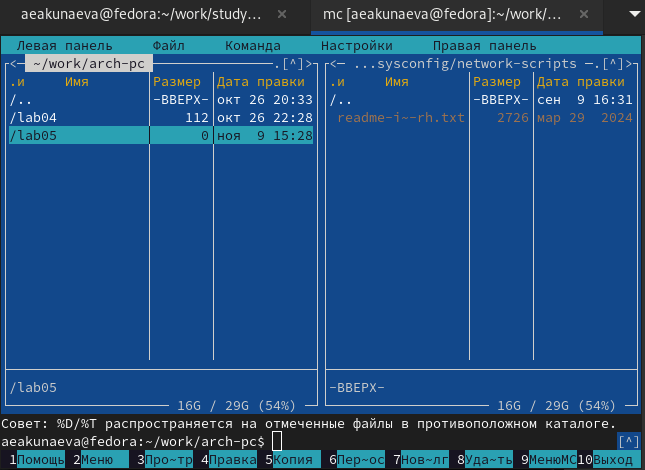 aeakunaeva@fedora:~/work/study... × mc [aeakunaeva@fedora]:~/work/... ×
Левая панель Файл Команда Настройки Правая панель
<─ ~/work/arch-pc .[^]> <─ ...sysconfig/network-scripts ─.[^]>
.и Имя Размер Дата правки .и Имя Размер Дата правки
/.. -ВВЕРХ- окт 26 20:33 /.. -ВВЕРХ- сен 9 16:31
/lab04 112 окт 26 22:28 readme-i~-rh.txt 2726 мар 29 2024
/lab05 0 ноя 9 15:28
/lab05 -ВВЕРХ-
16G / 29G (54%) 16G / 29G (54%)
Совет: %D/%T распространяется на отмеченные файлы в противоположном каталоге.
aeakunaeva@fedora:~/work/arch-pc$ [^]
1Помощь 2Меню 3Про~тр 4Правка 5Копия 6Пер~ос 7Нов~лг 8Уда~ть 9МенюMC 10Выход